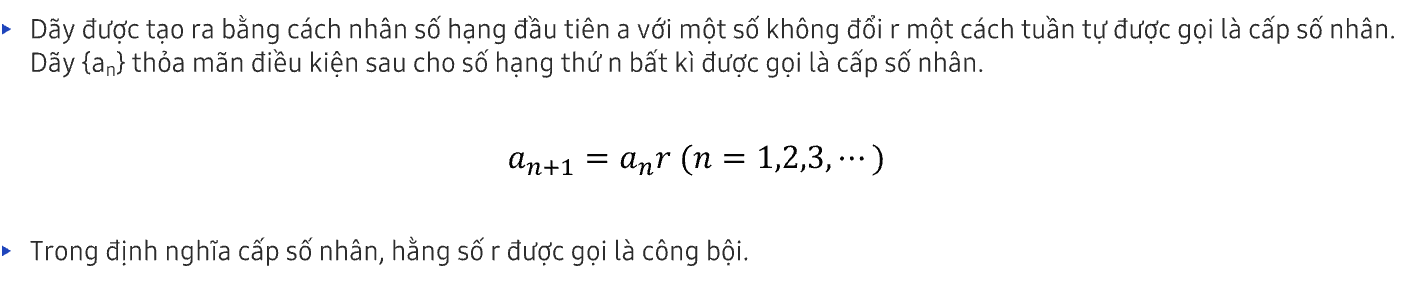 ▸ Dãy được tạo ra bằng cách nhân số hạng đầu tiên a với một số không đổi r một cách tuần tự được gọi là cấp số nhân.
Dãy {aₙ} thỏa mãn điều kiện sau cho số hạng thứ n bất kì được gọi là cấp số nhân.
aₙ₊₁ = aₙr (n = 1,2,3, ⋯ )
▸ Trong định nghĩa cấp số nhân, hằng số r được gọi là công bội.